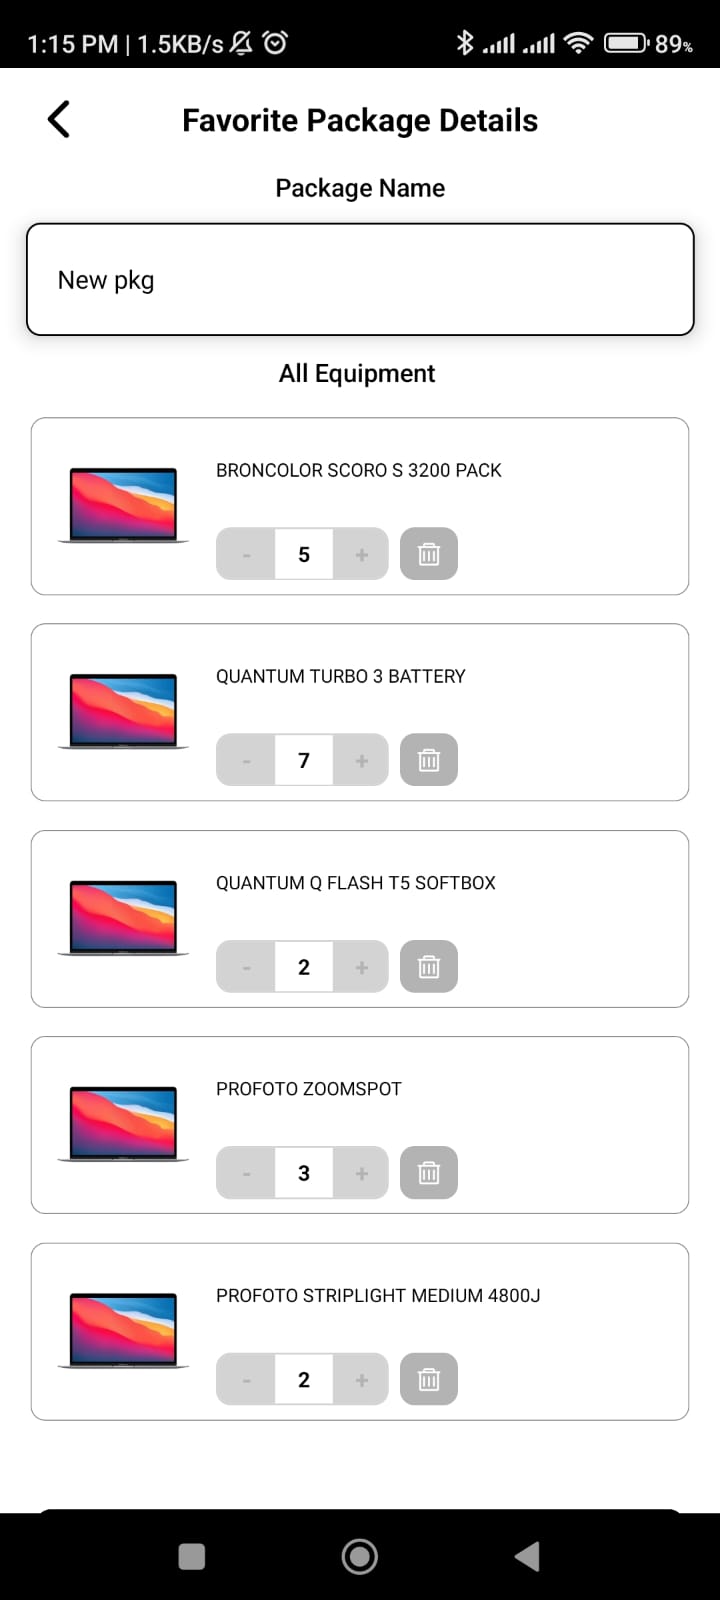 1:15 PM | 1.5KB/s 89%
Favorite Package Details
Package Name
New pkg
All Equipment
BRONCOLOR SCORO S 3200 PACK
- 5 +
QUANTUM TURBO 3 BATTERY
- 7 +
QUANTUM Q FLASH T5 SOFTBOX
- 2 +
PROFOTO ZOOMSPOT
- 3 +
PROFOTO STRIPLIGHT MEDIUM 4800J
- 2 +